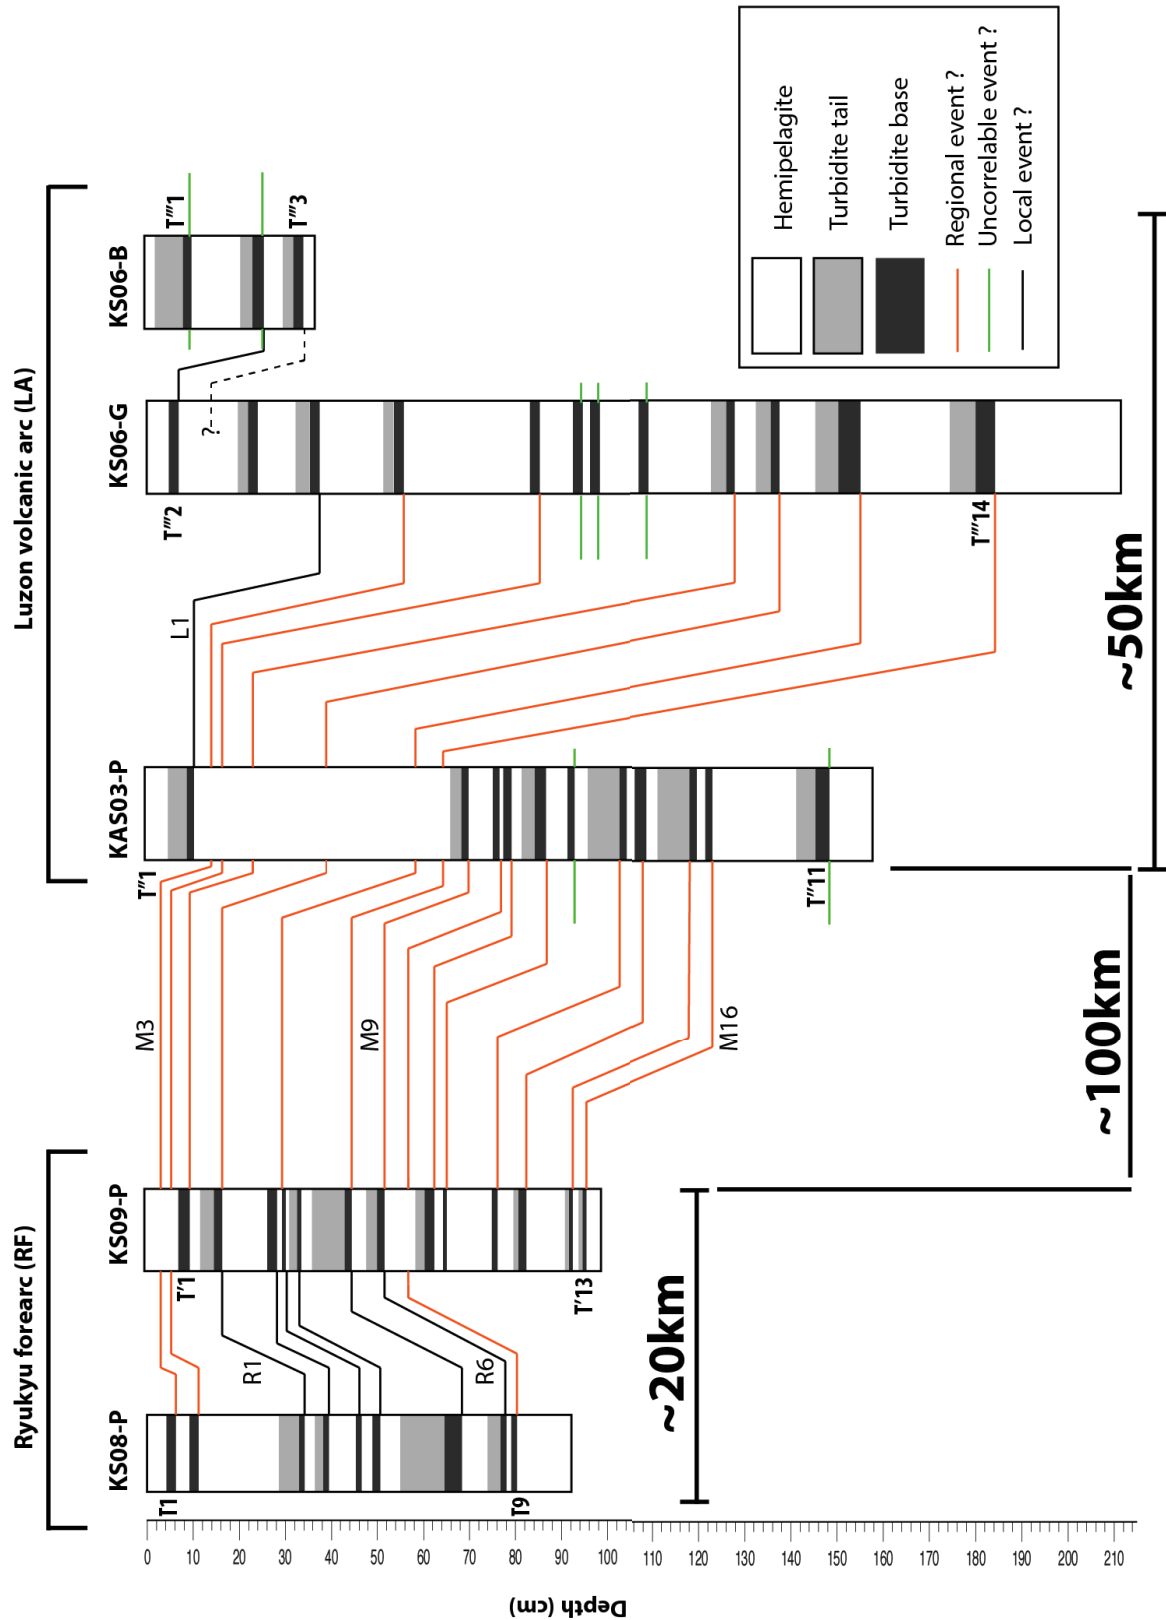 Ryukyu forearc (RF)
Luzon volcanic arc (LA)
KS08-P
KS09-P
KAS03-P
KS06-G
KS06-B
T1
T9
T'1
T'13
T"1
T"11
T'''2
T'''14
T'''1
T'''3
R1
R6
M3
M9
M16
L1
?
Depth (cm)
0
10
20
30
40
50
60
70
80
90
100
110
120
130
140
150
160
170
180
190
200
210
~20km
~100km
~50km
Hemipelagite
Turbidite tail
Turbidite base
Regional event ?
Uncorrelable event ?
Local event ?